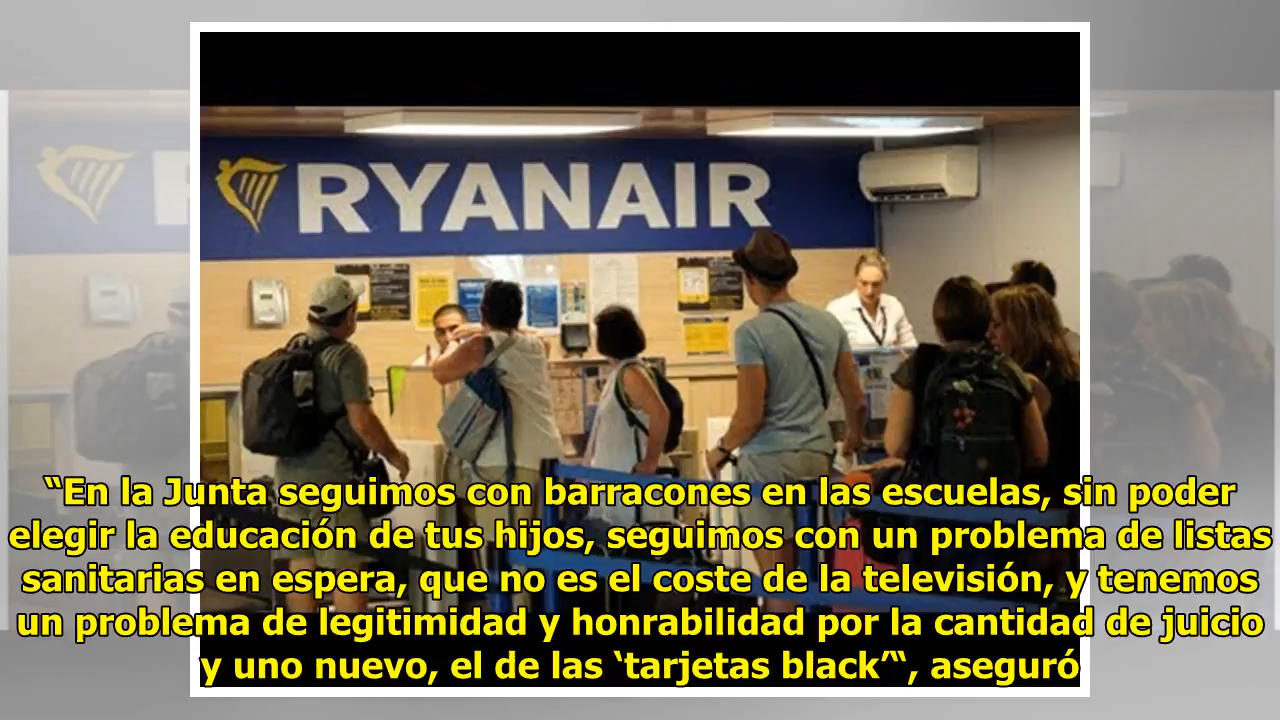 RYANAIR
“En la Junta seguimos con barracones en las escuelas, sin poder
elegir la educación de tus hijos, seguimos con un problema de listas
sanitarias en espera, que no es el coste de la televisión, y tenemos
un problema de legitimidad y honrabilidad por la cantidad de juicio
y uno nuevo, el de las ‘tarjetas black’“, aseguró